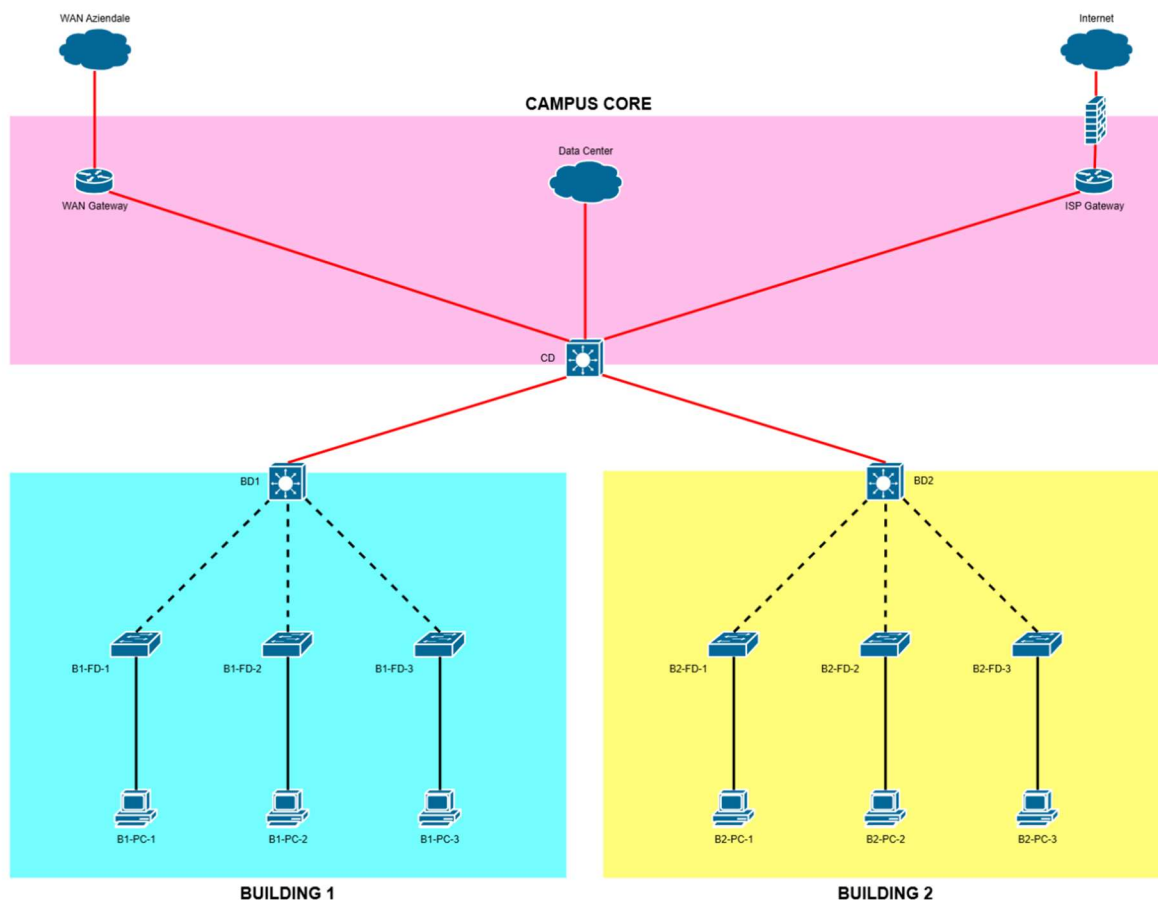 WAN Aziendale
Internet
CAMPUS CORE
Data Center
WAN Gateway
ISP Gateway
CD
BD1
BD2
B1-FD-1
B1-FD-2
B1-FD-3
B2-FD-1
B2-FD-2
B2-FD-3
B1-PC-1
B1-PC-2
B1-PC-3
B2-PC-1
B2-PC-2
B2-PC-3
BUILDING 1
BUILDING 2